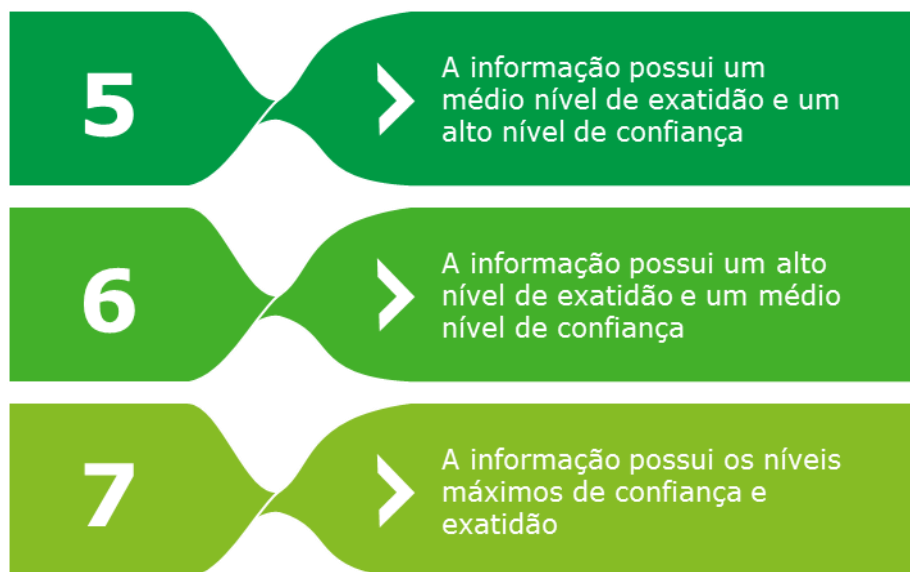 5
A informação possui um
médio nível de exatidão e um
alto nível de confiança
6
A informação possui um alto
nível de exatidão e um médio
nível de confiança
7
A informação possui os níveis
máximos de confiança e
exatidão